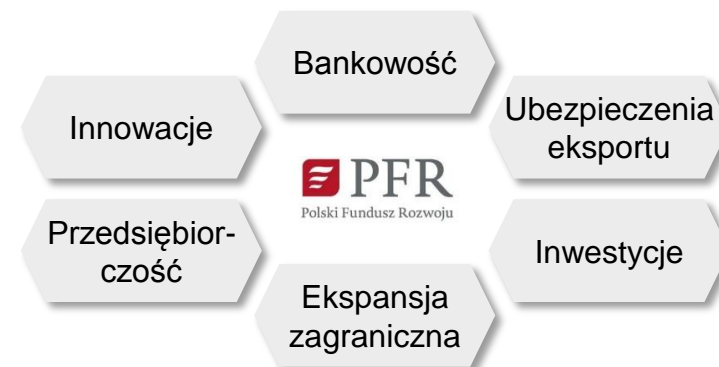 Bankowość
Innowacje
Ubezpieczenia
eksportu
PFR
Polski Fundusz Rozwoju
Przedsiębior-
czość
Inwestycje
Ekspansja
zagraniczna